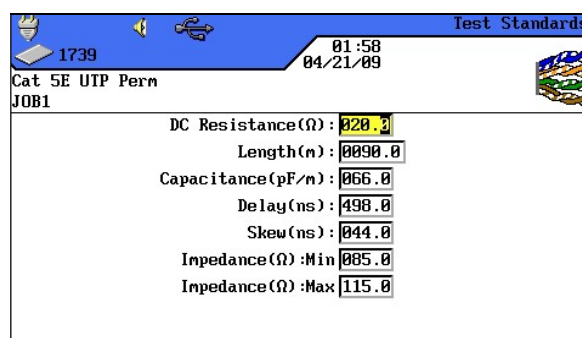 Test Standards
1739
01:58
04/21/09
Cat 5E UTP Perm
JOB1
DC Resistance(Ω): 020.0
Length(m): 0090.0
Capacitance(pF/m): 066.0
Delay(ns): 498.0
Skew(ns): 044.0
Impedance(Ω):Min 085.0
Impedance(Ω):Max 115.0